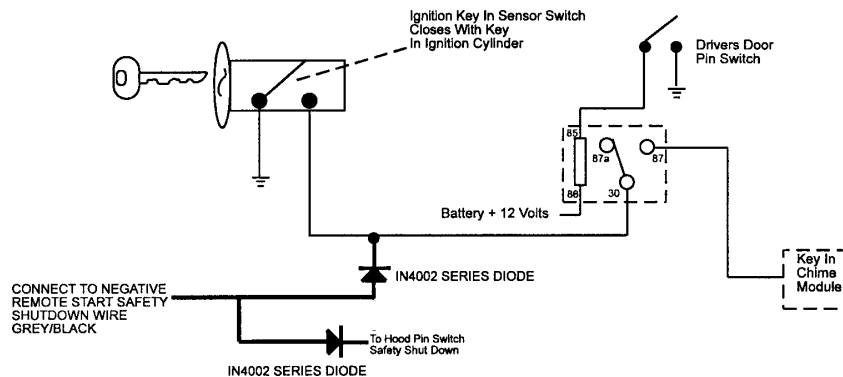 Ignition Key In Sensor Switch
Closes With Key
In Ignition Cylinder
Drivers Door
Pin Switch
85
87a
87
86
30
Battery + 12 Volts
Key In
Chime
Module
IN4002 SERIES DIODE
CONNECT TO NEGATIVE
REMOTE START SAFETY
SHUTDOWN WIRE
GREY/BLACK
To Hood Pin Switch
Safety Shut Down
IN4002 SERIES DIODE